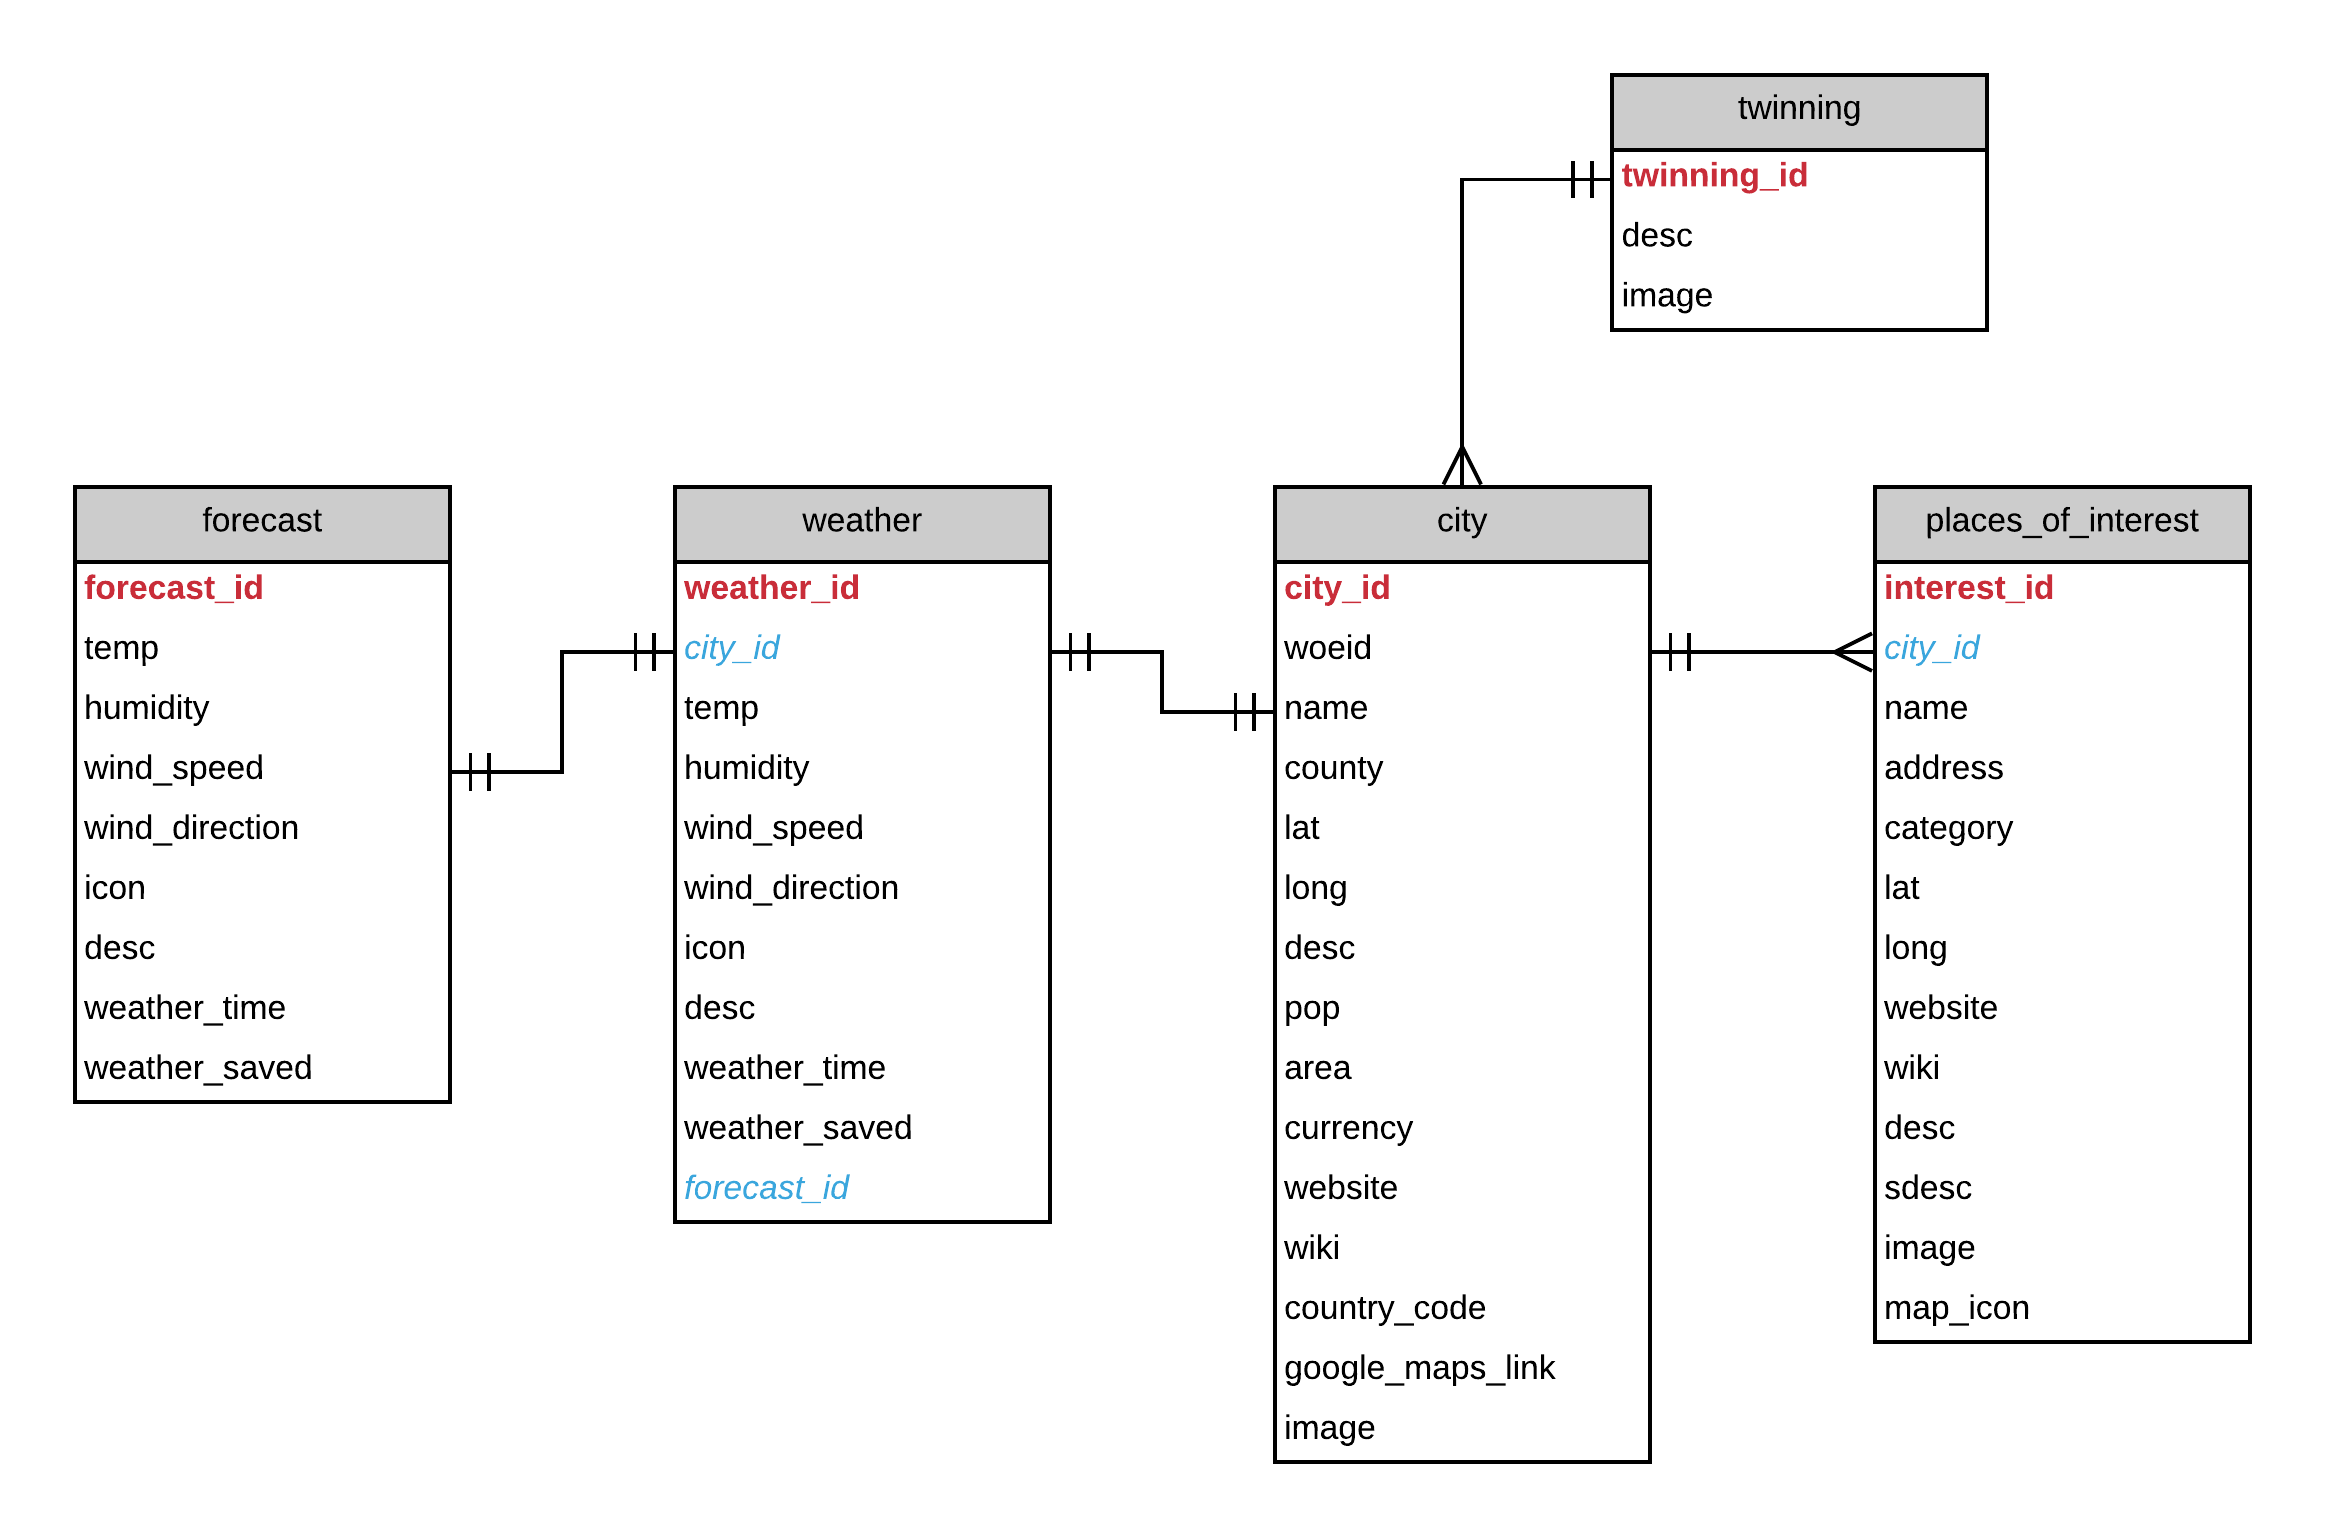 twinning
twinning_id
desc
image
forecast
forecast_id
temp
humidity
wind_speed
wind_direction
icon
desc
weather_time
weather_saved
weather
weather_id
city_id
temp
humidity
wind_speed
wind_direction
icon
desc
weather_time
weather_saved
forecast_id
city
city_id
woeid
name
county
lat
long
desc
pop
area
currency
website
wiki
country_code
google_maps_link
image
places_of_interest
interest_id
city_id
name
address
category
lat
long
website
wiki
desc
sdesc
image
map_icon